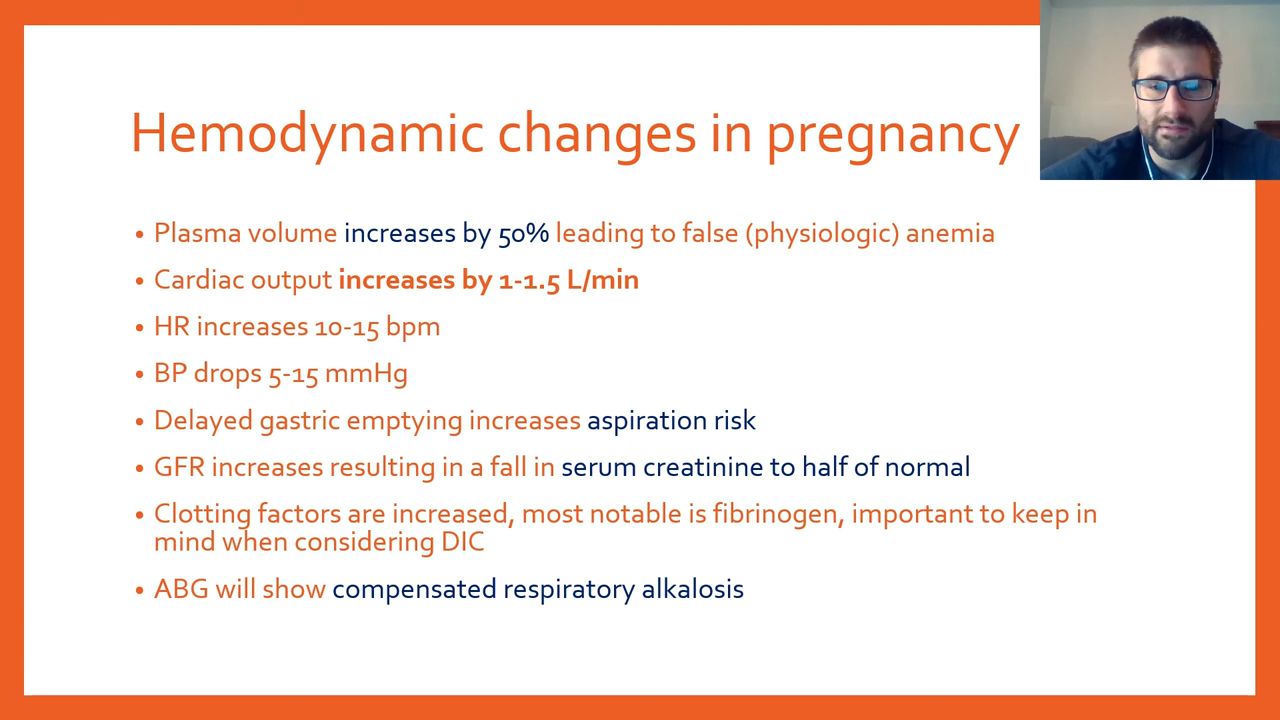 Hemodynamic changes in pregnancy
• Plasma volume increases by 50% leading to false (physiologic) anemia
• Cardiac output increases by 1-1.5 L/min
• HR increases 10-15 bpm
• BP drops 5-15 mmHg
• Delayed gastric emptying increases aspiration risk
• GFR increases resulting in a fall in serum creatinine to half of normal
• Clotting factors are increased, most notable is fibrinogen, important to keep in
mind when considering DIC
• ABG will show compensated respiratory alkalosis